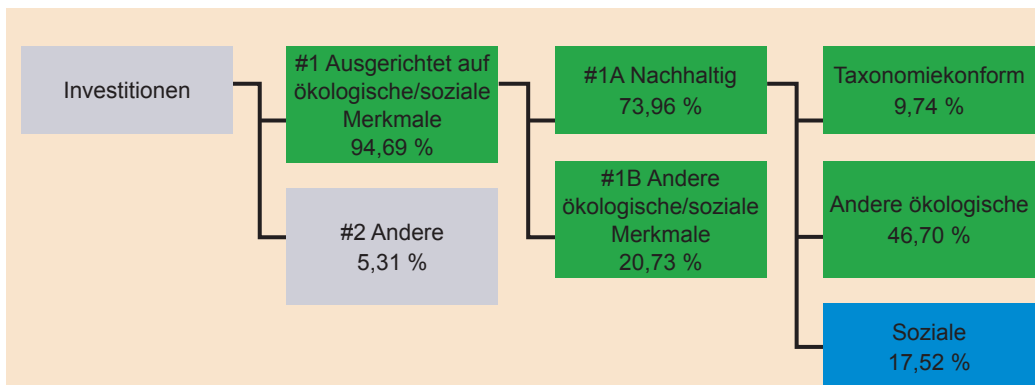 Investitionen
#1 Ausgerichtet auf
ökologische/soziale
Merkmale
94,69 %
#2 Andere
5,31 %
#1A Nachhaltig
73,96 %
#1B Andere
ökologische/soziale
Merkmale
20,73 %
Taxonomiekonform
9,74 %
Andere ökologische
46,70 %
Soziale
17,52 %